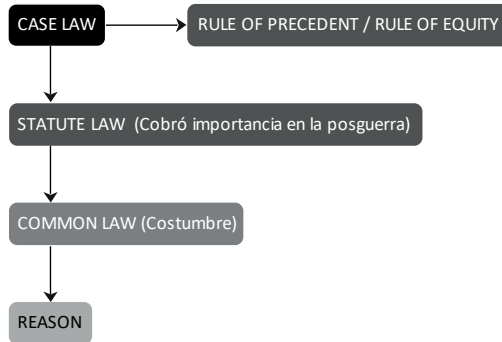 CASE LAW
RULE OF PRECEDENT / RULE OF EQUITY
STATUTE LAW (Cobró importancia en la posguerra)
COMMON LAW (Costumbre)
REASON